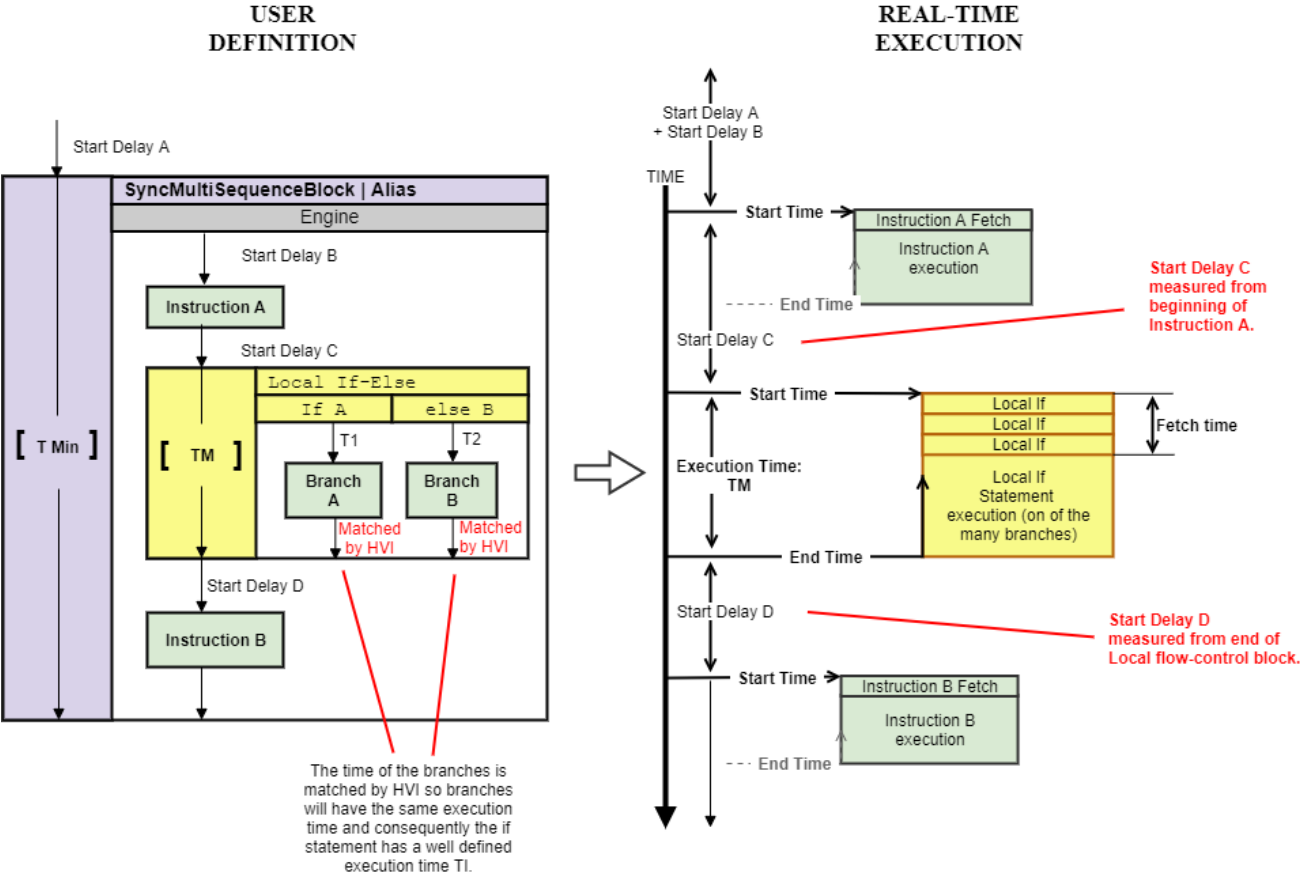 USER
DEFINITION
REAL-TIME
EXECUTION
Start Delay A
SyncMultiSequenceBlock | Alias
Engine
Start Delay B
Instruction A
Start Delay C
Local If-Else
If A
else B
T1
T2
[ T Min ]
[ TM ]
Branch
A
Branch
B
Matched
by HVI
Matched
by HVI
Start Delay D
Instruction B
The time of the branches is
matched by HVI so branches
will have the same execution
time and consequently the if
statement has a well defined
execution time TI.
Start Delay A
+ Start Delay B
TIME
Start Time
Instruction A Fetch
Instruction A
execution
End Time
Start Delay C
Start Delay C
measured from
beginning of
Instruction A.
Start Time
Local If
Local If
Local If
Fetch time
Execution Time:
TM
Local If
Statement
execution (on of the
many branches)
End Time
Start Delay D
Start Delay D
measured from end of
Local flow-control block.
Start Time
Instruction B Fetch
Instruction B
execution
End Time